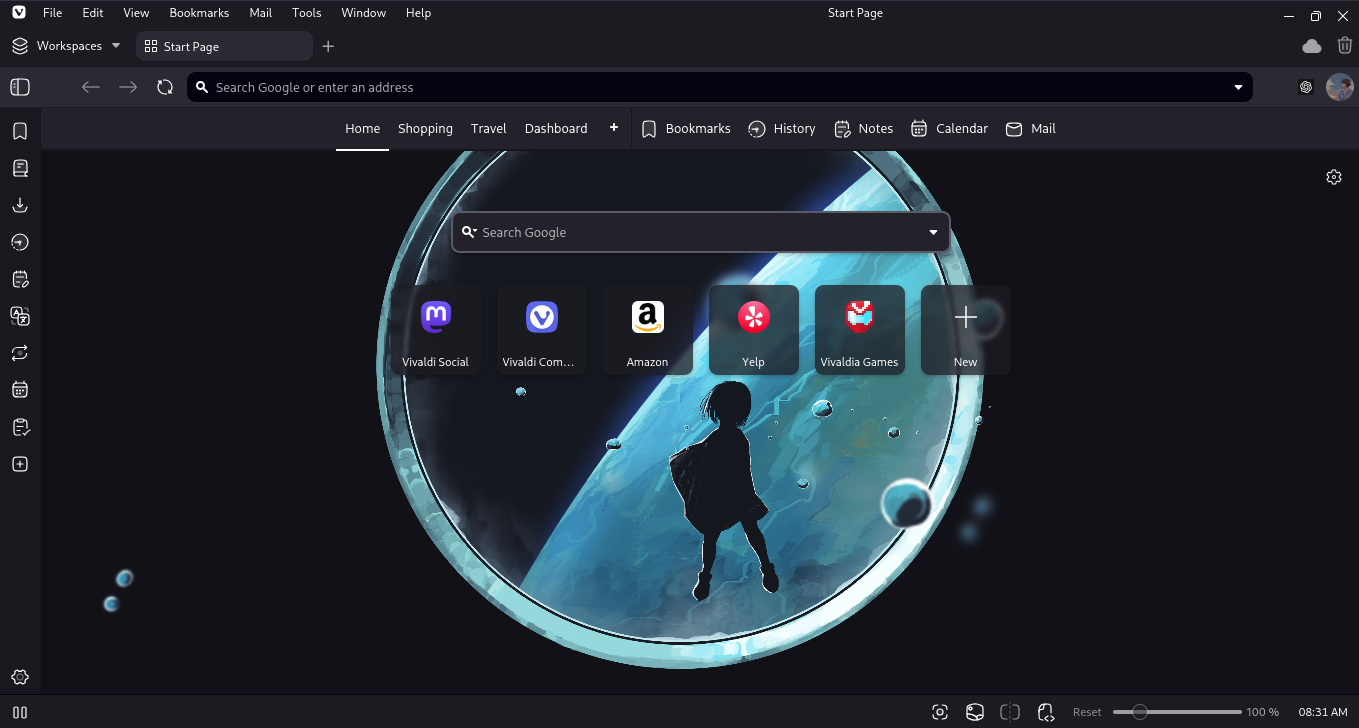 File Edit View Bookmarks Mail Tools Window Help Start Page
Workspaces Start Page
Search Google or enter an address
Home Shopping Travel Dashboard Bookmarks History Notes Calendar Mail
Search Google
Vivaldi Social Vivaldi Com... Amazon Yelp Vivaldia Games New
Reset 100 % 08:31 AM